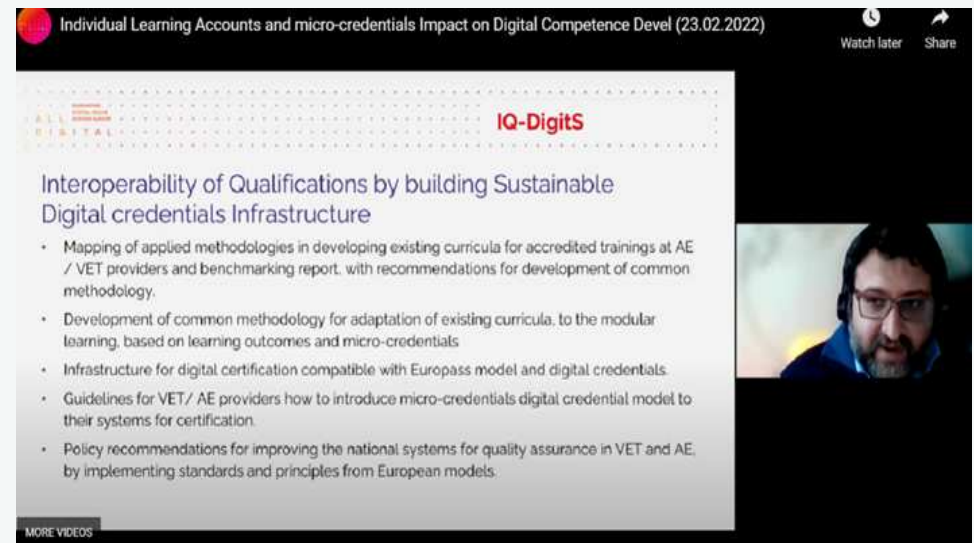 Individual Learning Accounts and micro-credentials Impact on Digital Competence Devel (23.02.2022)
Watch later
Share
ALL
DIGITAL
IQ-DigitS
Interoperability of Qualifications by building Sustainable
Digital credentials Infrastructure
• Mapping of applied methodologies in developing existing curricula for accredited trainings at AE
/ VET providers and benchmarking report, with recommendations for development of common
methodology.
• Development of common methodology for adaptation of existing curricula, to the modular
learning, based on learning outcomes and micro-credentials
• Infrastructure for digital certification compatible with Europass model and digital credentials.
• Guidelines for VET/ AE providers how to introduce micro-credentials digital credential model to
their systems for certification.
• Policy recommendations for improving the national systems for quality assurance in VET and AE,
by implementing standards and principles from European models.
MORE VIDEOS